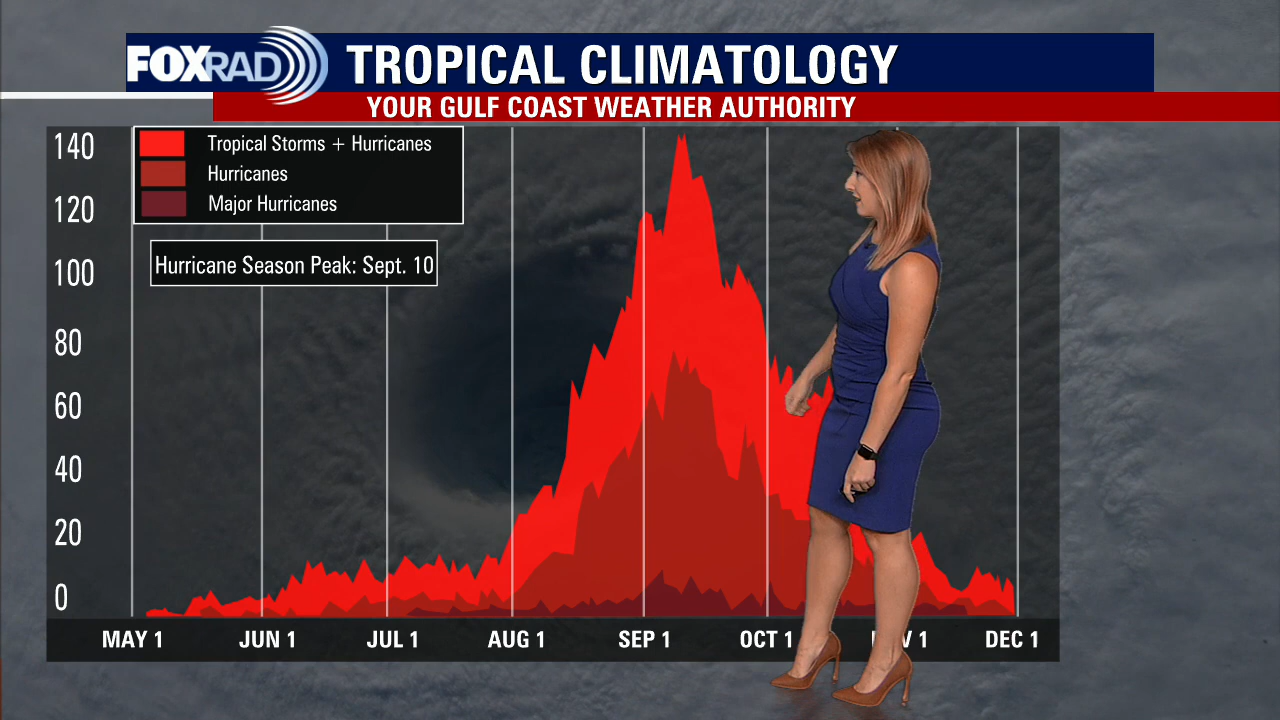 FOXRAD
TROPICAL CLIMATOLOGY
YOUR GULF COAST WEATHER AUTHORITY
140
120
100
80
60
40
20
0
Tropical Storms + Hurricanes
Hurricanes
Major Hurricanes
Hurricane Season Peak: Sept. 10
MAY 1 JUN 1 JUL 1 AUG 1 SEP 1 OCT 1 V 1 DEC 1